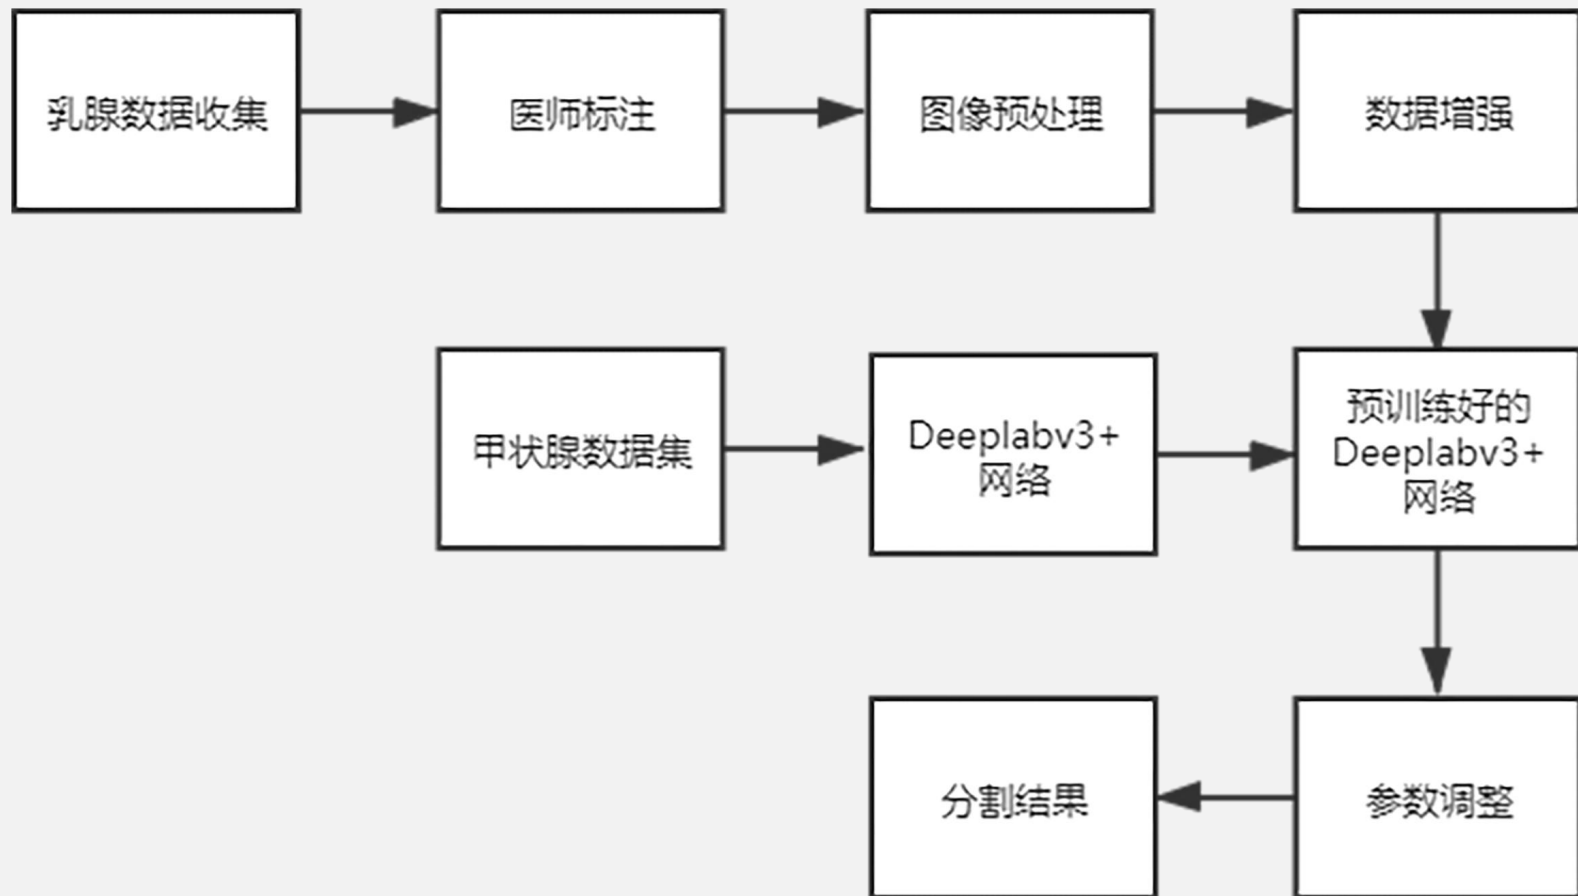 乳腺数据收集
医师标注
图像预处理
数据增强
甲状腺数据集
Deeplabv3+
网络
预训练好的
Deeplabv3+
网络
分割结果
参数调整